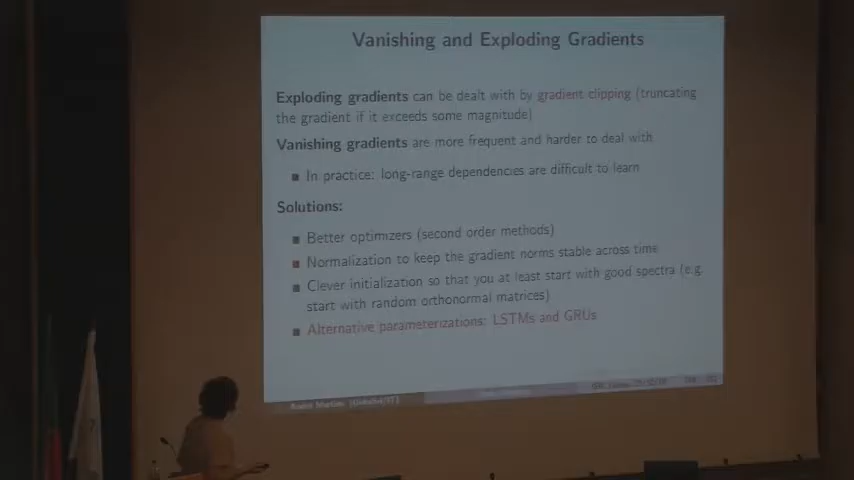 Vanishing and Exploding Gradients
Exploding gradients can be dealt with by gradient clipping (truncating
the gradient if it exceeds some magnitude)
Vanishing gradients are more frequent and harder to deal with
In practice: long-range dependencies are difficult to learn
Solutions:
Better optimizers (second order methods)
Normalization to keep the gradient norms stable across time
Clever initialization so that you at least start with good spectra (e.g.
start with random orthonormal matrices)
Alternative parameterizations: LSTMs and GRUs